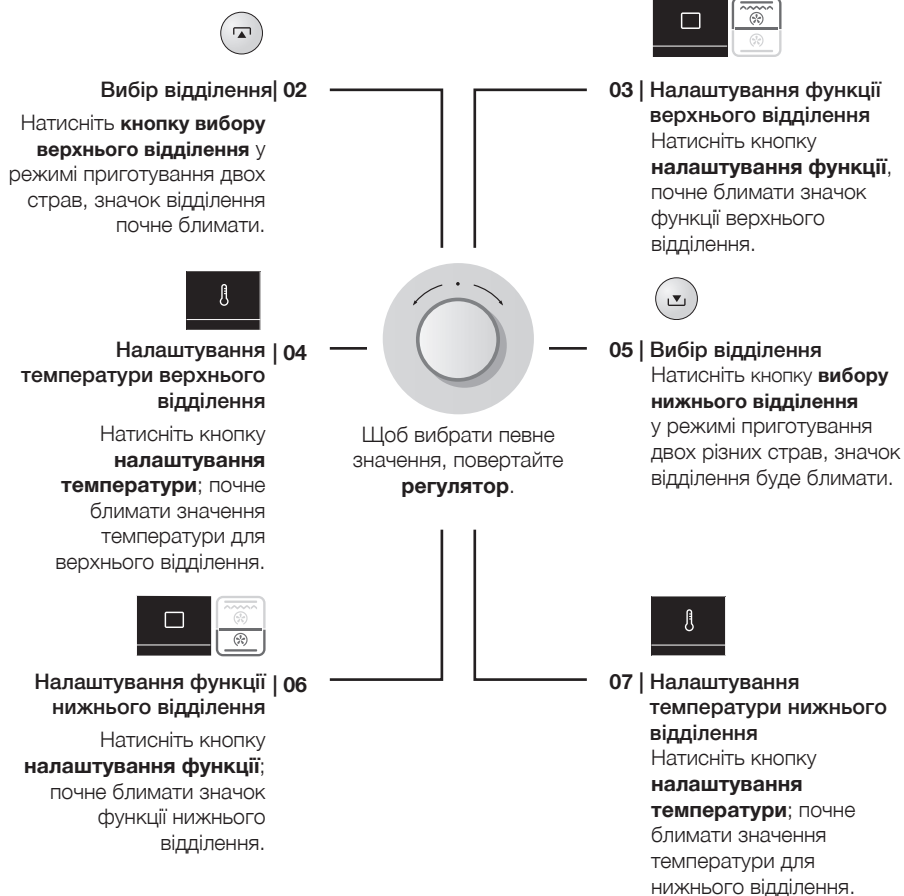 Вибір відділення| 02
Натисніть кнопку вибору
верхнього відділення у
режимі приготування двох
страв, значок відділення
почне блимати.
03 | Налаштування функції
верхнього відділення
Натисніть кнопку
налаштування функції,
почне блимати значок
функції верхнього
відділення.
Налаштування | 04
температури верхнього
відділення
Натисніть кнопку
налаштування
температури; почне
блимати значення
температури для
верхнього відділення.
Щоб вибрати певне
значення, повертайте
регулятор.
05 | Вибір відділення
Натисніть кнопку вибору
нижнього відділення
у режимі приготування
двох різних страв, значок
відділення буде блимати.
Налаштування функції | 06
нижнього відділення
Натисніть кнопку
налаштування функції;
почне блимати значок
функції нижнього
відділення.
07 | Налаштування
температури нижнього
відділення
Натисніть кнопку
налаштування
температури; почне
блимати значення
температури для
нижнього відділення.